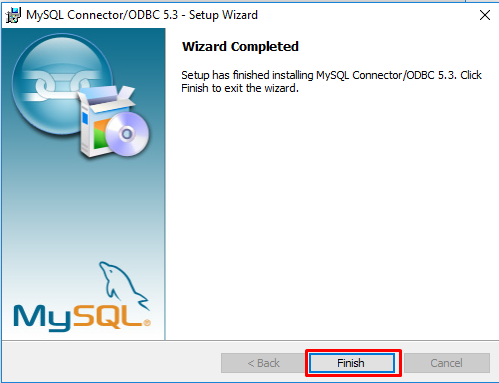 MySQL Connector/ODBC 5.3 - Setup Wizard
Wizard Completed
Setup has finished installing MySQL Connector/ODBC 5.3. Click
Finish to exit the wizard.
MySQL®
< Back
Finish
Cancel